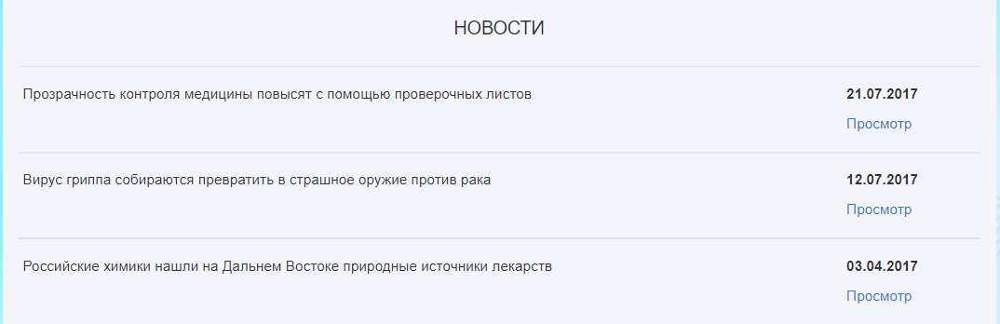 НОВОСТИ
Прозрачность контроля медицины повысят с помощью проверочных листов
21.07.2017
Просмотр
Вирус гриппа собираются превратить в страшное оружие против рака
12.07.2017
Просмотр
Российские химики нашли на Дальнем Востоке природные источники лекарств
03.04.2017
Просмотр